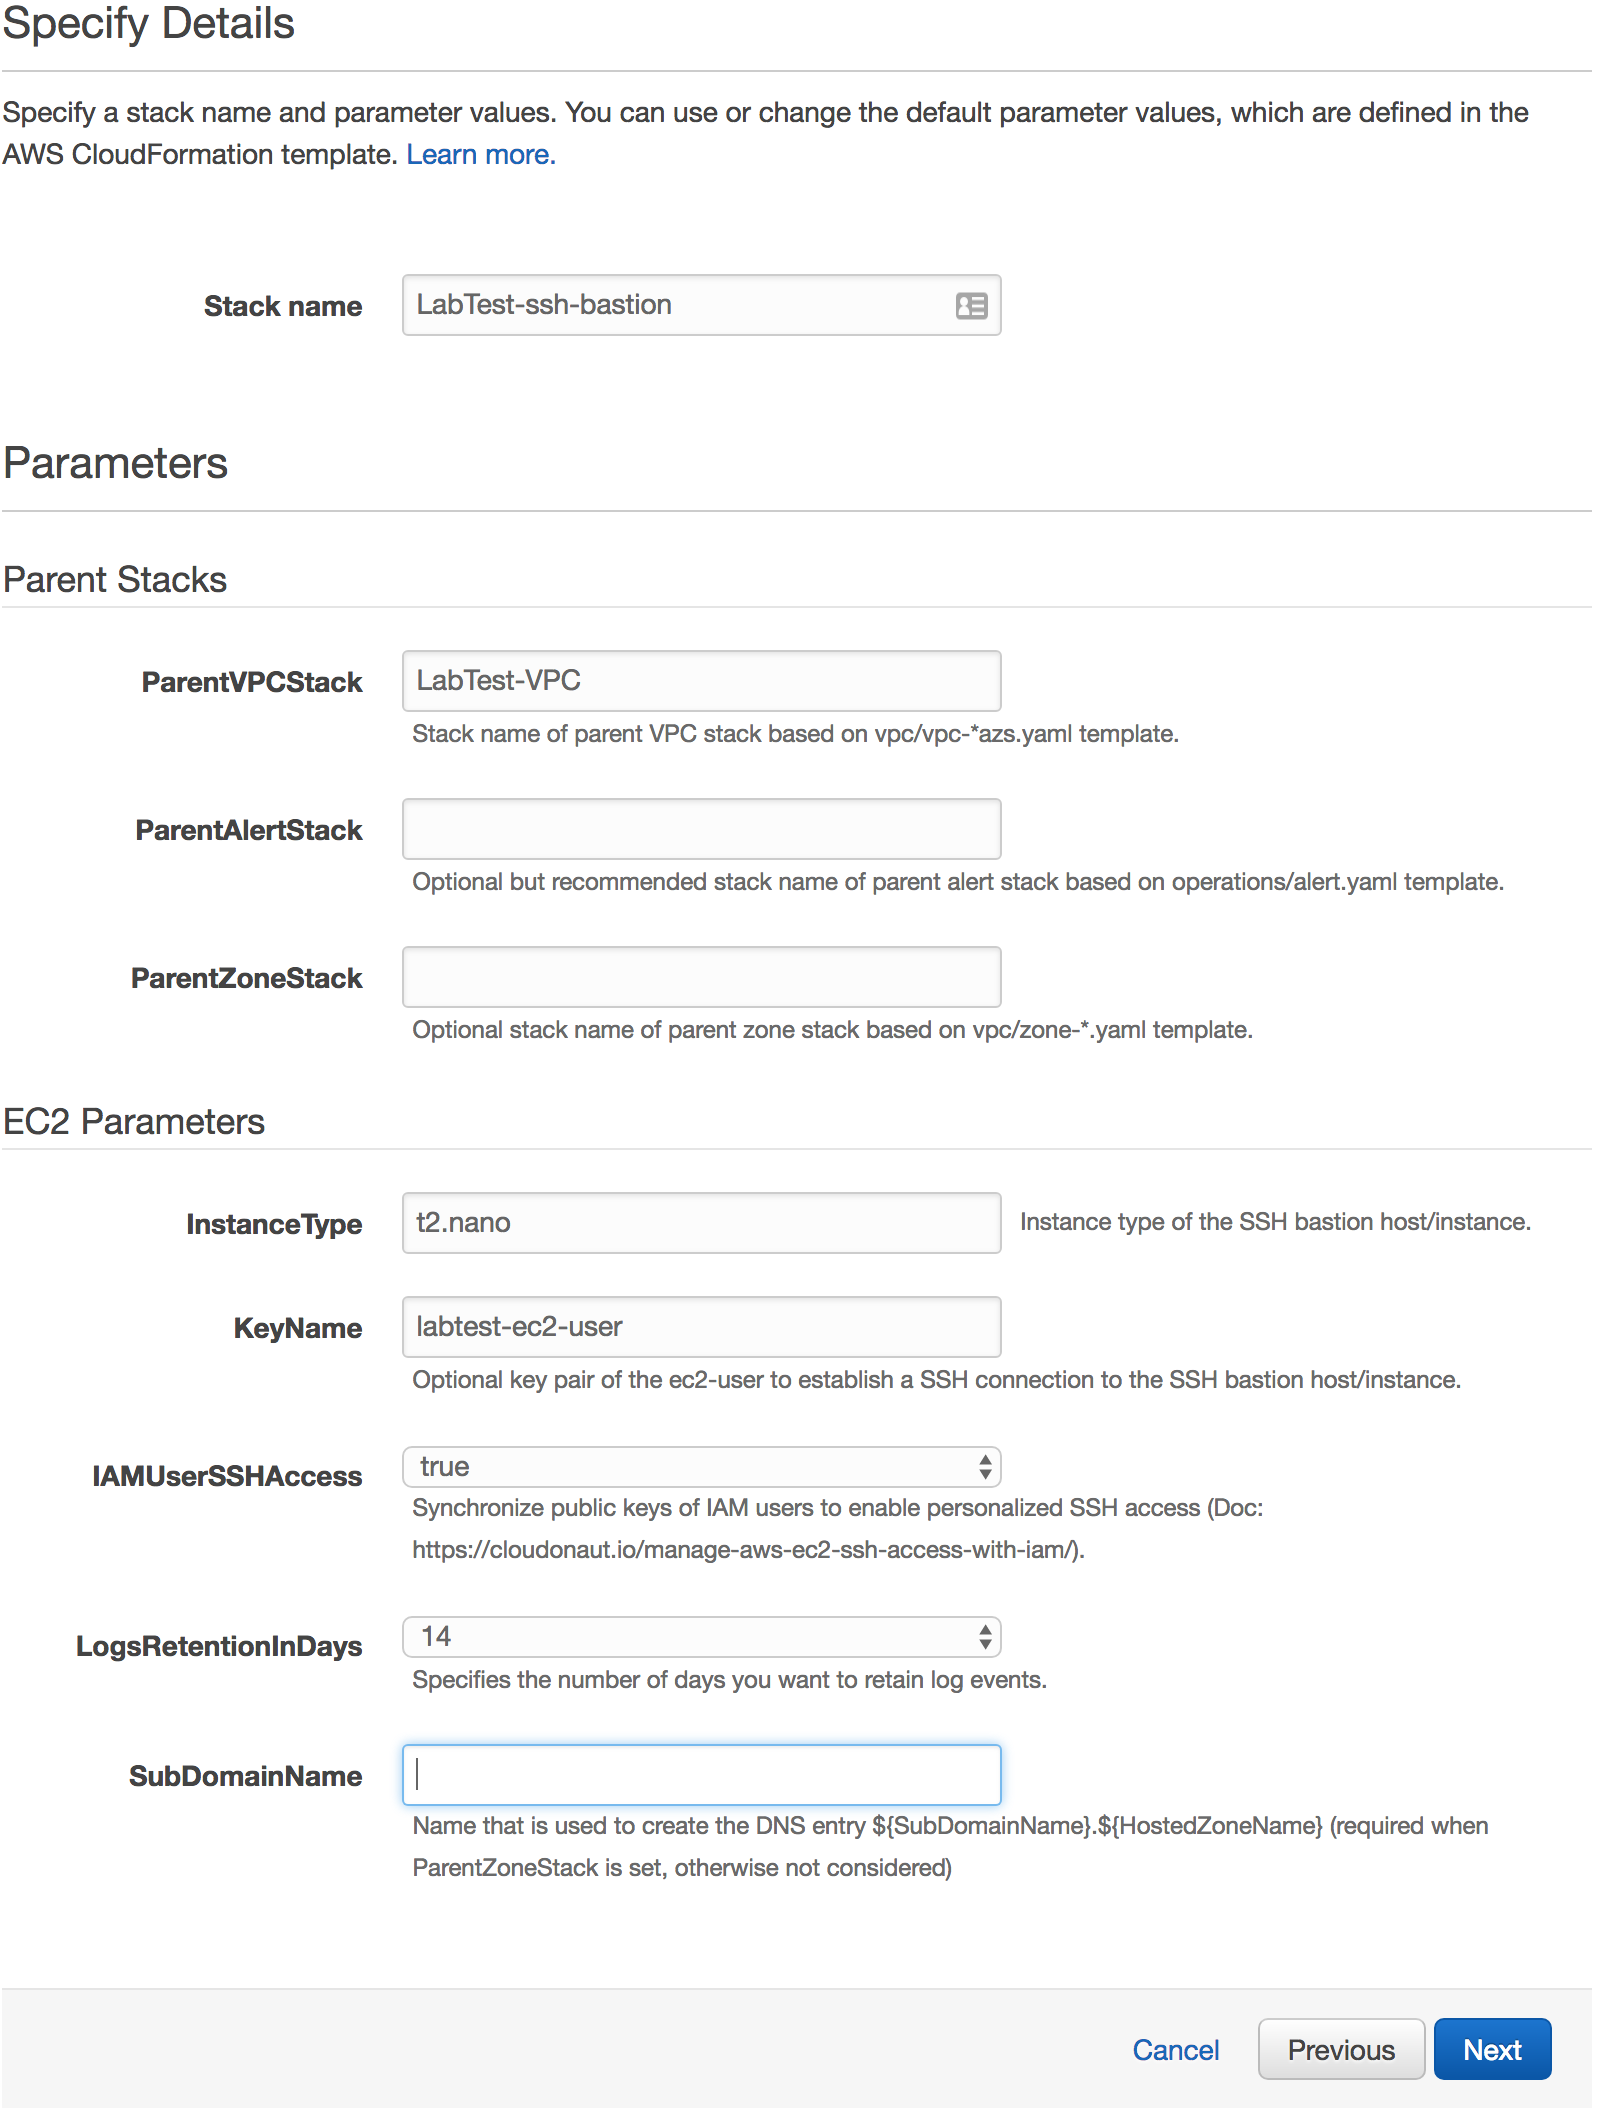 Specify Details
Specify a stack name and parameter values. You can use or change the default parameter values, which are defined in the
AWS CloudFormation template. Learn more.
Stack name
LabTest-ssh-bastion
Parameters
Parent Stacks
ParentVPCStack
LabTest-VPC
Stack name of parent VPC stack based on vpc/vpc-*azs.yaml template.
ParentAlertStack
Optional but recommended stack name of parent alert stack based on operations/alert.yaml template.
ParentZoneStack
Optional stack name of parent zone stack based on vpc/zone-*.yaml template.
EC2 Parameters
InstanceType
t2.nano
Instance type of the SSH bastion host/instance.
KeyName
labtest-ec2-user
Optional key pair of the ec2-user to establish a SSH connection to the SSH bastion host/instance.
IAMUserSSHAccess
true
Synchronize public keys of IAM users to enable personalized SSH access (Doc:
https://cloudonaut.io/manage-aws-ec2-ssh-access-with-iam/).
LogsRetentionInDays
14
Specifies the number of days you want to retain log events.
SubDomainName
Name that is used to create the DNS entry ${SubDomainName}.${HostedZoneName} (required when
ParentZoneStack is set, otherwise not considered)
Cancel
Previous
Next